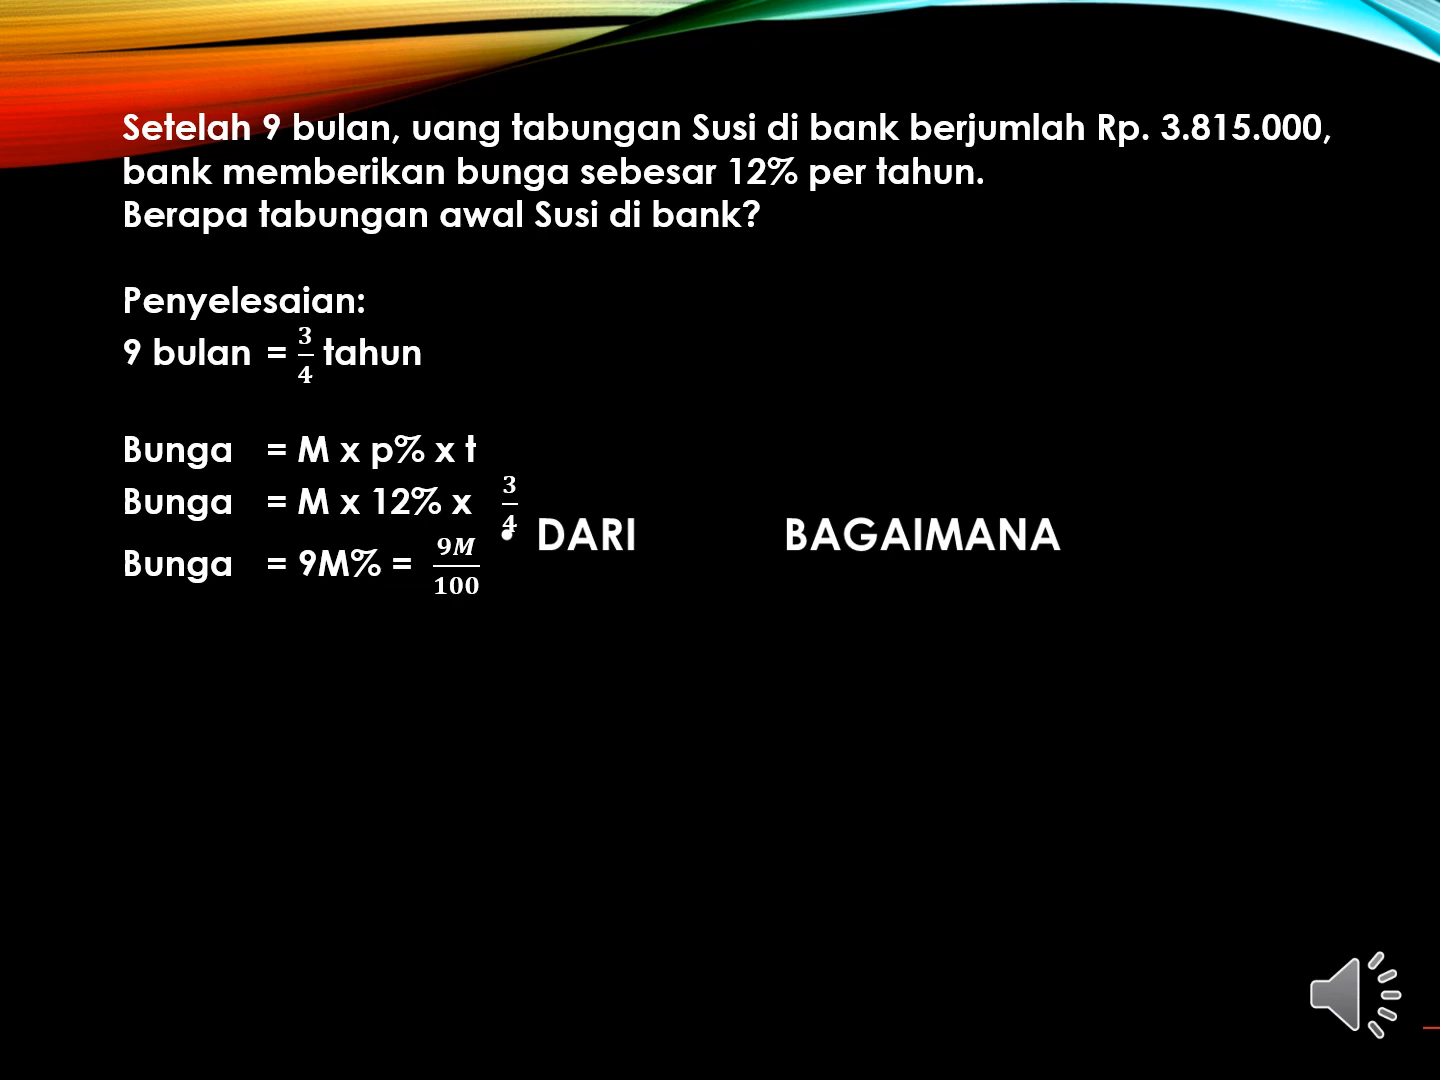 Setelah 9 bulan, uang tabungan Susi di bank berjumlah Rp. 3.815.000,
bank memberikan bunga sebesar 12% per tahun.
Berapa tabungan awal Susi di bank?
Penyelesaian:
9 bulan = 3/4 tahun
Bunga = M x p% x t
Bunga = M x 12% x 3/4
• DARI BAGAIMANA
Bunga = 9M% = 9M/100